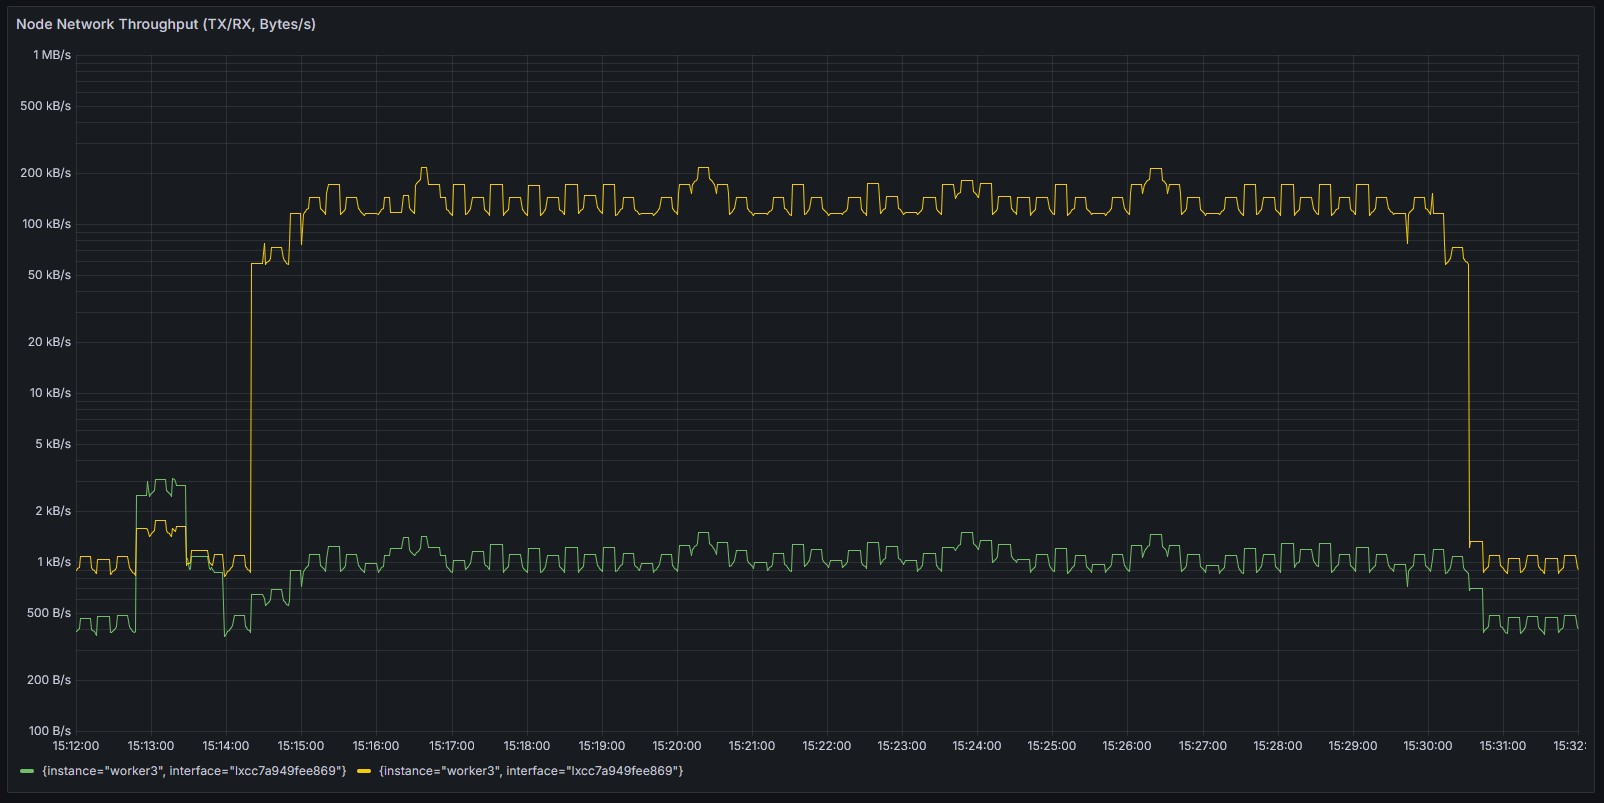 Node Network Throughput (TX/RX, Bytes/s)
1 MB/s
500 kB/s
200 kB/s
100 kB/s
50 kB/s
20 kB/s
10 kB/s
5 kB/s
2 kB/s
1 kB/s
500 B/s
200 B/s
100 B/s
15:12:00 15:13:00 15:14:00 15:15:00 15:16:00 15:17:00 15:18:00 15:19:00 15:20:00 15:21:00 15:22:00 15:23:00 15:24:00 15:25:00 15:26:00 15:27:00 15:28:00 15:29:00 15:30:00 15:31:00 15:32:
{instance="worker3", interface="lxcc7a949fee869"} {instance="worker3", interface="lxcc7a949fee869"}